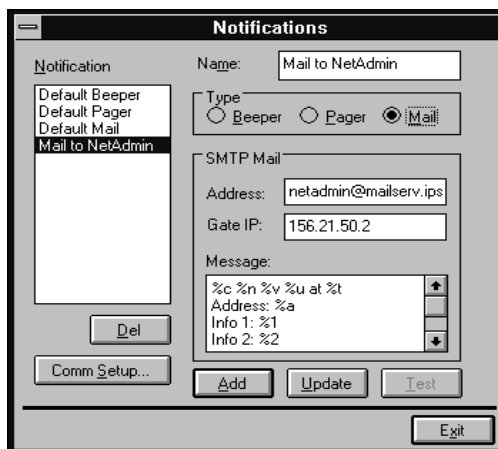 Notifications
Notification
Default Beeper
Default Pager
Default Mail
Mail to NetAdmin
Del
Comm Setup...
Name:
Mail to NetAdmin
Type
Beeper
Pager
Mail
SMTP Mail
Address:
netadmin@mailserv.ips
Gate IP:
156.21.50.2
Message:
%c %n %v %u at %t
Address: %a
Info 1: %1
Info 2: %2
Add
Update
Test
Exit